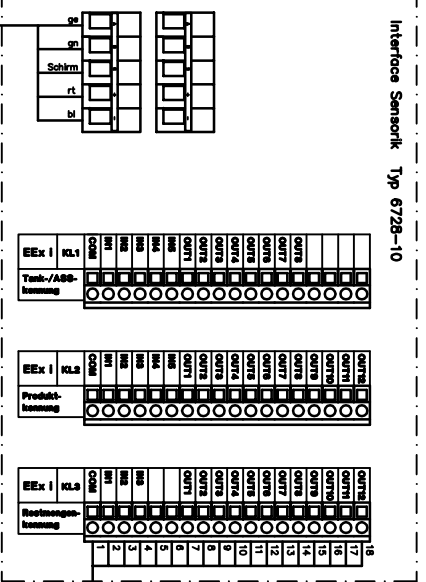 Interface Sensorik Typ 6728-10
ge
gn
Schirm
rt
bl
EEx i KL1 COM IN1 IN2 IN3 IN4 IN5 OUT1 OUT2 OUT3 OUT4 OUT5 OUT6 OUT7 OUT8
Tank-/ASS-
kennung
EEx i KL2 COM IN1 IN2 IN3 IN4 IN5 OUT1 OUT2 OUT3 OUT4 OUT5 OUT6 OUT7 OUT8 OUT9 OUT10 OUT11 OUT12
Produkt-
kennung
EEx i KL3 COM IN1 IN2 IN3 OUT1 OUT2 OUT3 OUT4 OUT5 OUT6 OUT7 OUT8 OUT9 OUT10 OUT11 OUT12
Restmengen-
kennung
1 2 3 4 5 6 7 8 9 10 11 12 13 14 15 16 17 18